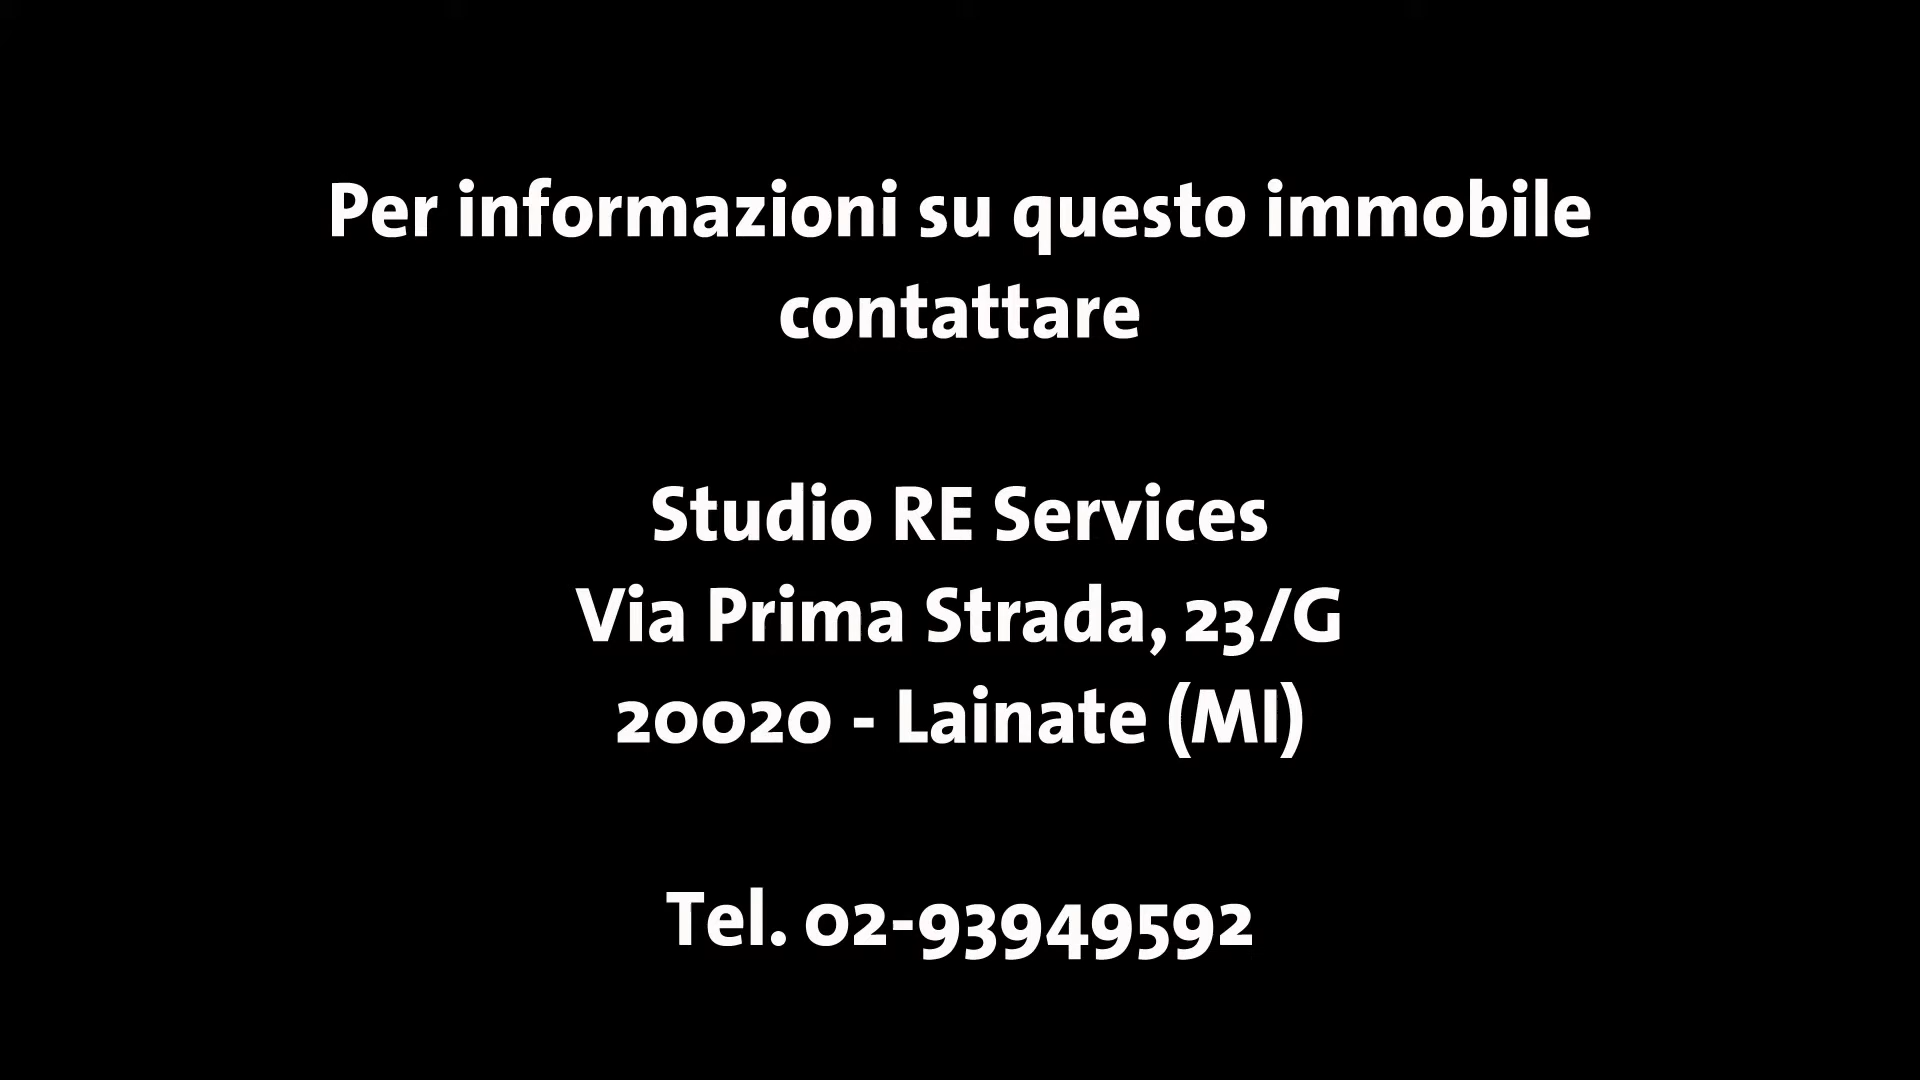 Per informazioni su questo immobile
contattare
Studio RE Services
Via Prima Strada, 23/G
20020 - Lainate (MI)
Tel. 02-93949592